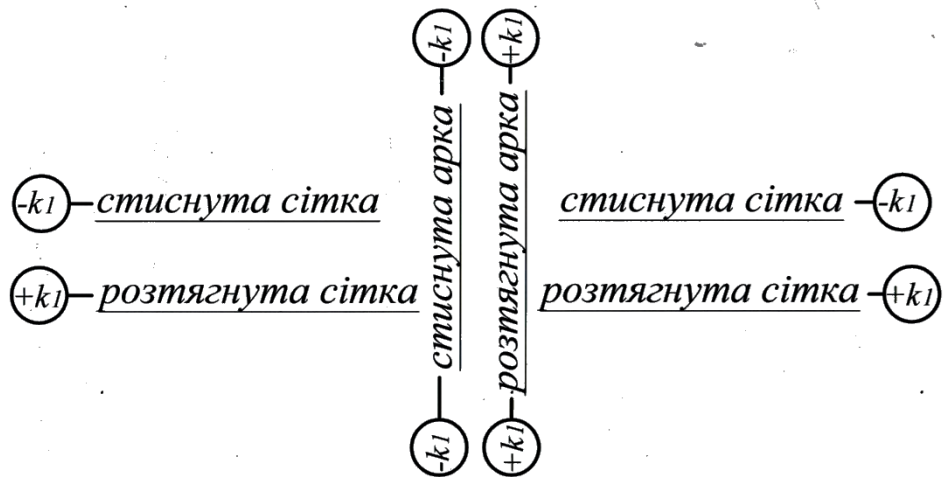 -k1 стиснута сітка
+k1 розтягнута сітка
-k1 стиснута арка -k1
+k1 розтягнута арка +k1
стиснута сітка -k1
розтягнута сітка +k1